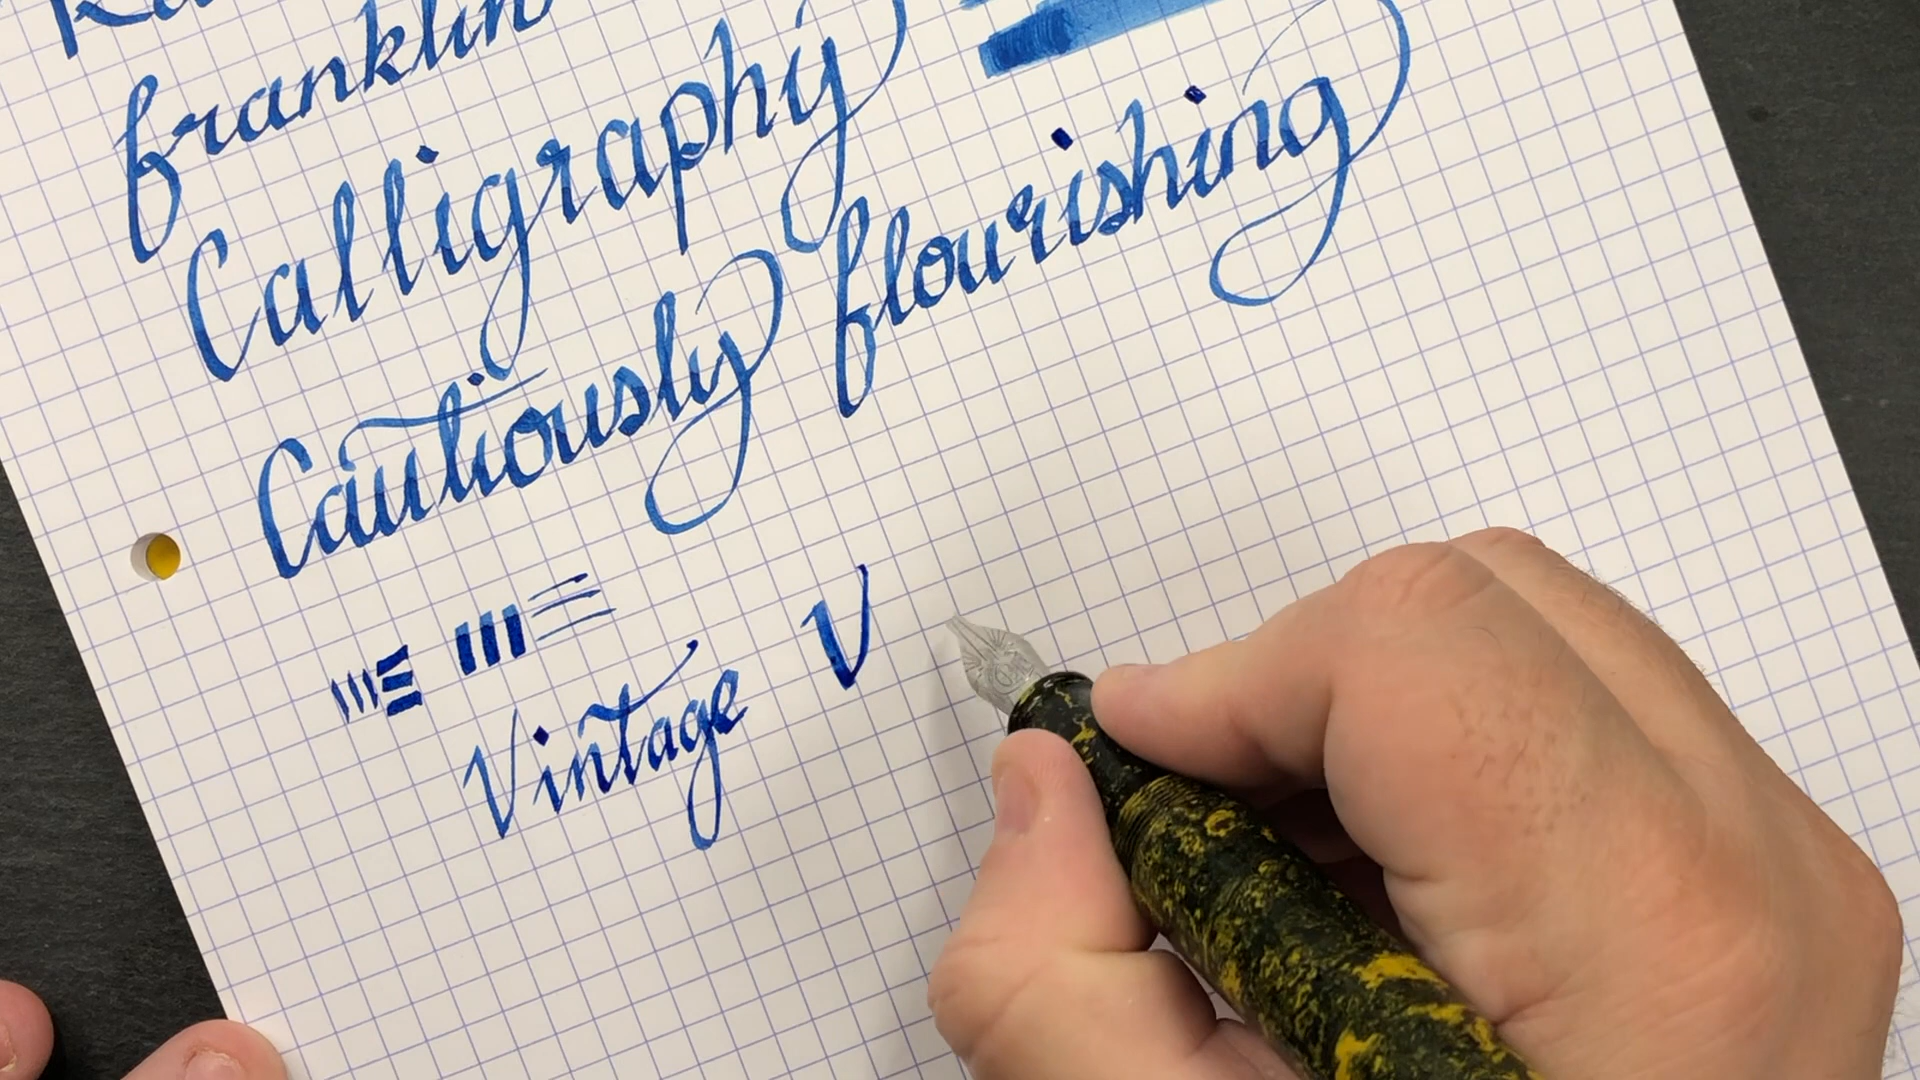 franklin
Calligraphy
Cautiously flourishing
Vintage V